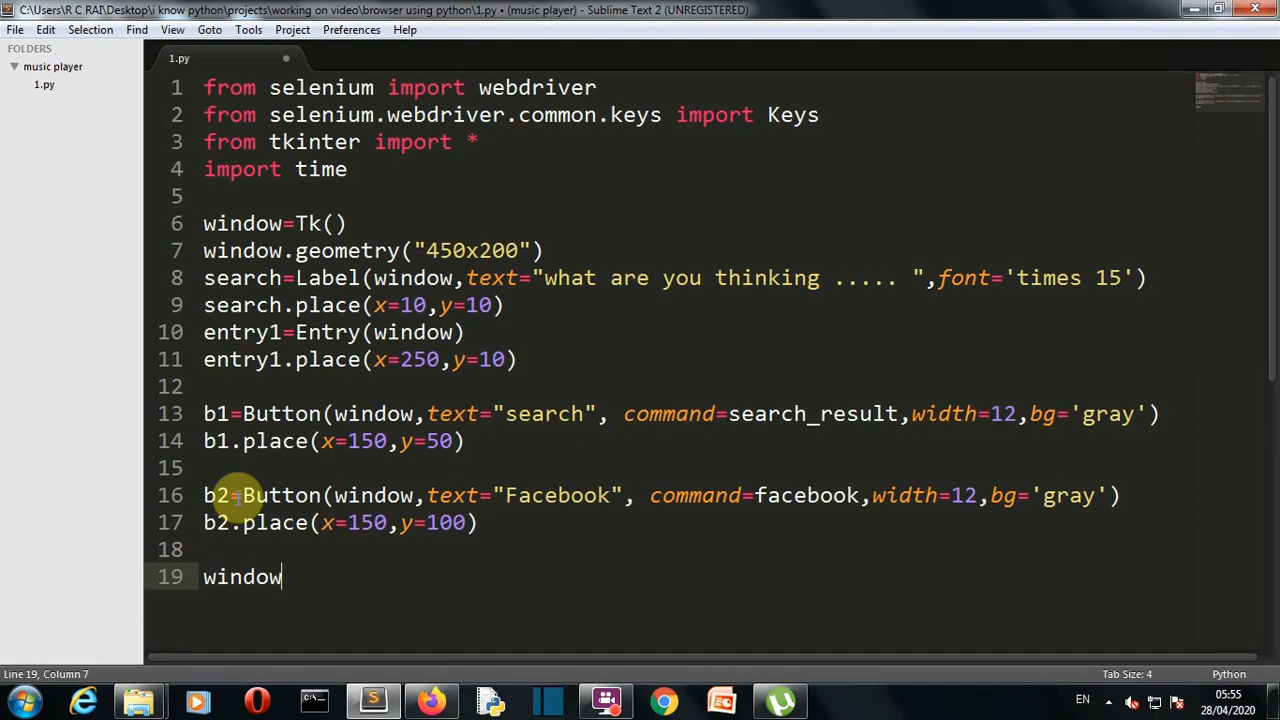 C:\Users\R C RAI\Desktop\i know python\projects\working on video\browser using python\1.py • (music player) - Sublime Text 2 (UNREGISTERED)
File Edit Selection Find View Goto Tools Project Preferences Help
FOLDERS
music player
1.py
1.py
1 from selenium import webdriver
2 from selenium.webdriver.common.keys import Keys
3 from tkinter import *
4 import time
5
6 window=Tk()
7 window.geometry("450x200")
8 search=Label(window,text="what are you thinking ..... ",font='times 15')
9 search.place(x=10,y=10)
10 entry1=Entry(window)
11 entry1.place(x=250,y=10)
12
13 b1=Button(window,text="search", command=search_result,width=12,bg='gray')
14 b1.place(x=150,y=50)
15
16 b2=Button(window,text="Facebook", command=facebook,width=12,bg='gray')
17 b2.place(x=150,y=100)
18
19 window
Line 19, Column 7 Tab Size: 4 Python
EN 05:55
28/04/2020